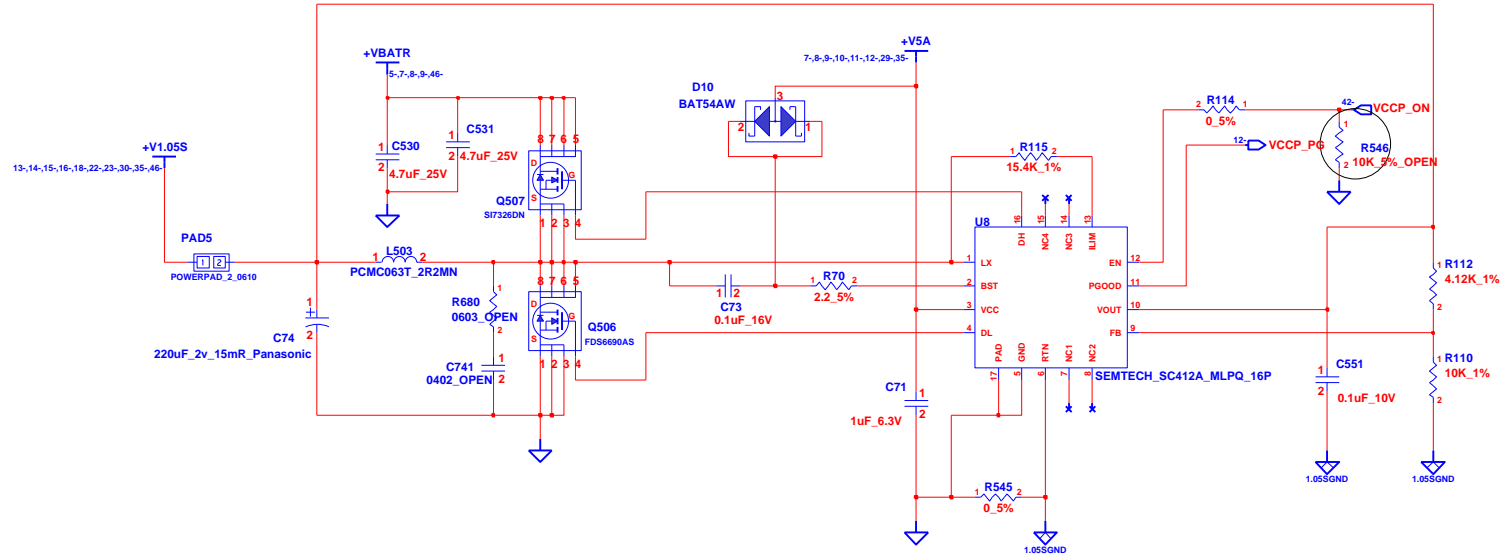 +VBATR
5-,7-,8-,9-,46-
+V5A
7-,8-,9-,10-,11-,12-,29-,35-
D10
BAT54AW
3
2
1
R114
2
1
0_5%
42-
VCCP_ON
12-
VCCP_PG
1
R546
2
10K_5%_OPEN
+V1.05S
13-,14-,15-,16-,18-,22-,23-,30-,35-,46-
1
C530
2
4.7uF_25V
1
C531
2
4.7uF_25V
8 7 6 5
D
G
S
Q507
SI7326DN
1 2 3 4
R115
1
2
15.4K_1%
PAD5
1 2
POWERPAD_2_0610
L503
1
2
PCMC063T_2R2MN
U8
16
15
14
13
DH
NC4
NC3
ILIM
1
LX
2
BST
3
VCC
4
DL
EN
12
PGOOD
11
VOUT
10
FB
9
PAD
GND
RTN
NC1
NC2
17
5
6
7
8
SEMTECH_SC412A_MLPQ_16P
1
R680
0603_OPEN
2
1
C741
0402_OPEN
2
8 7 6 5
D
G
S
Q506
FDS6690AS
1 2 3 4
1 2
C73
0.1uF_16V
R70
1
2
2.2_5%
+
1
C74
2
220uF_2v_15mR_Panasonic
C71
1
2
1uF_6.3V
R545
1
2
0_5%
1.05SGND
1
C551
2
0.1uF_10V
1.05SGND
1
R112
4.12K_1%
2
1
R110
10K_1%
2
1.05SGND